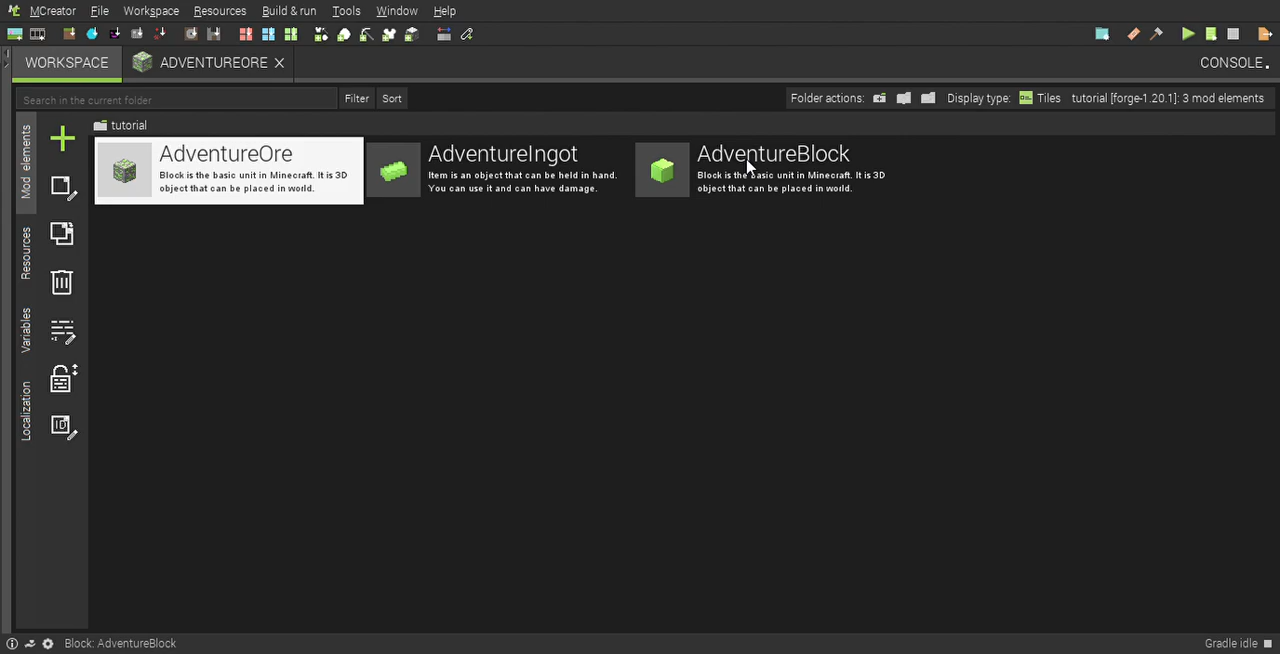 MCreator File Workspace Resources Build & run Tools Window Help
WORKSPACE ADVENTUREORE CONSOLE
Search in the current folder Filter Sort Folder actions: Display type: Tiles tutorial [forge-1.20.1]: 3 mod elements
tutorial
Mod elements
Resources
Variables
Localization
AdventureOre
Block is the basic unit in Minecraft. It is 3D
object that can be placed in world.
AdventureIngot
Item is an object that can be held in hand.
You can use it and can have damage.
AdventureBlock
Block is the basic unit in Minecraft. It is 3D
object that can be placed in world.
ID
Block: AdventureBlock Gradle idle